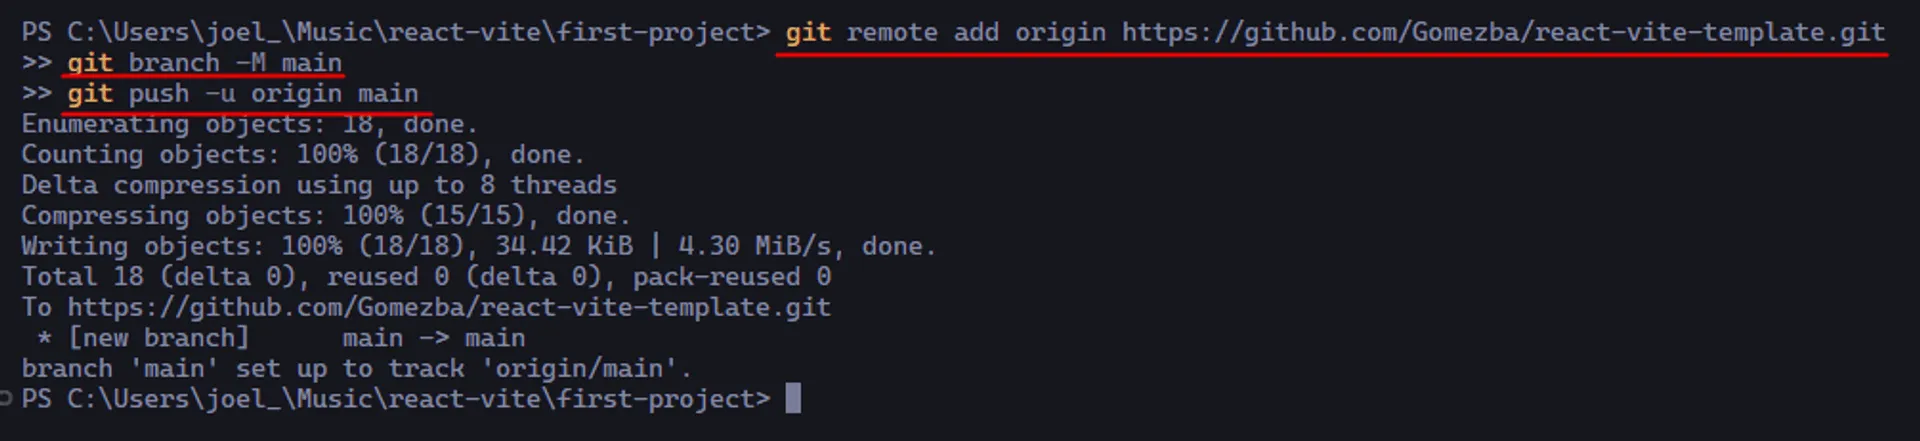 PS C:\Users\joel_\Music\react-vite\first-project> git remote add origin https://github.com/Gomezba/react-vite-template.git
>> git branch -M main
>> git push -u origin main
Enumerating objects: 18, done.
Counting objects: 100% (18/18), done.
Delta compression using up to 8 threads
Compressing objects: 100% (15/15), done.
Writing objects: 100% (18/18), 34.42 KiB | 4.30 MiB/s, done.
Total 18 (delta 0), reused 0 (delta 0), pack-reused 0
To https://github.com/Gomezba/react-vite-template.git
 * [new branch]      main -> main
branch 'main' set up to track 'origin/main'.
PS C:\Users\joel_\Music\react-vite\first-project>